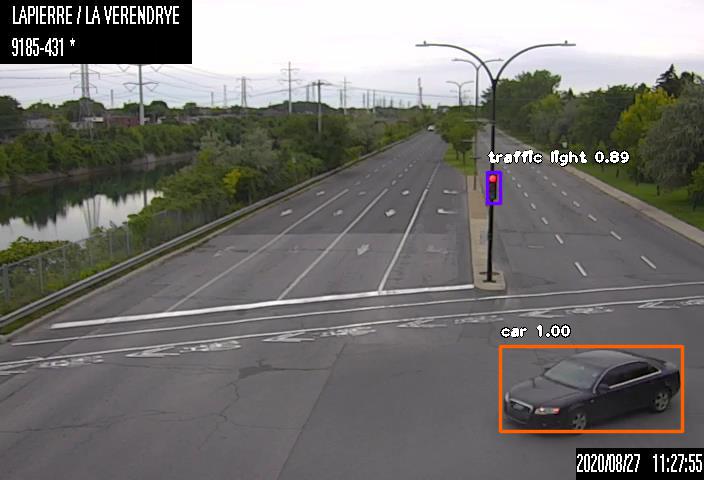 LAPIERRE / LA VERENDRYE
9185-431 *
traffic light 0.89
car 1.00
2020/08/27 11:27:55